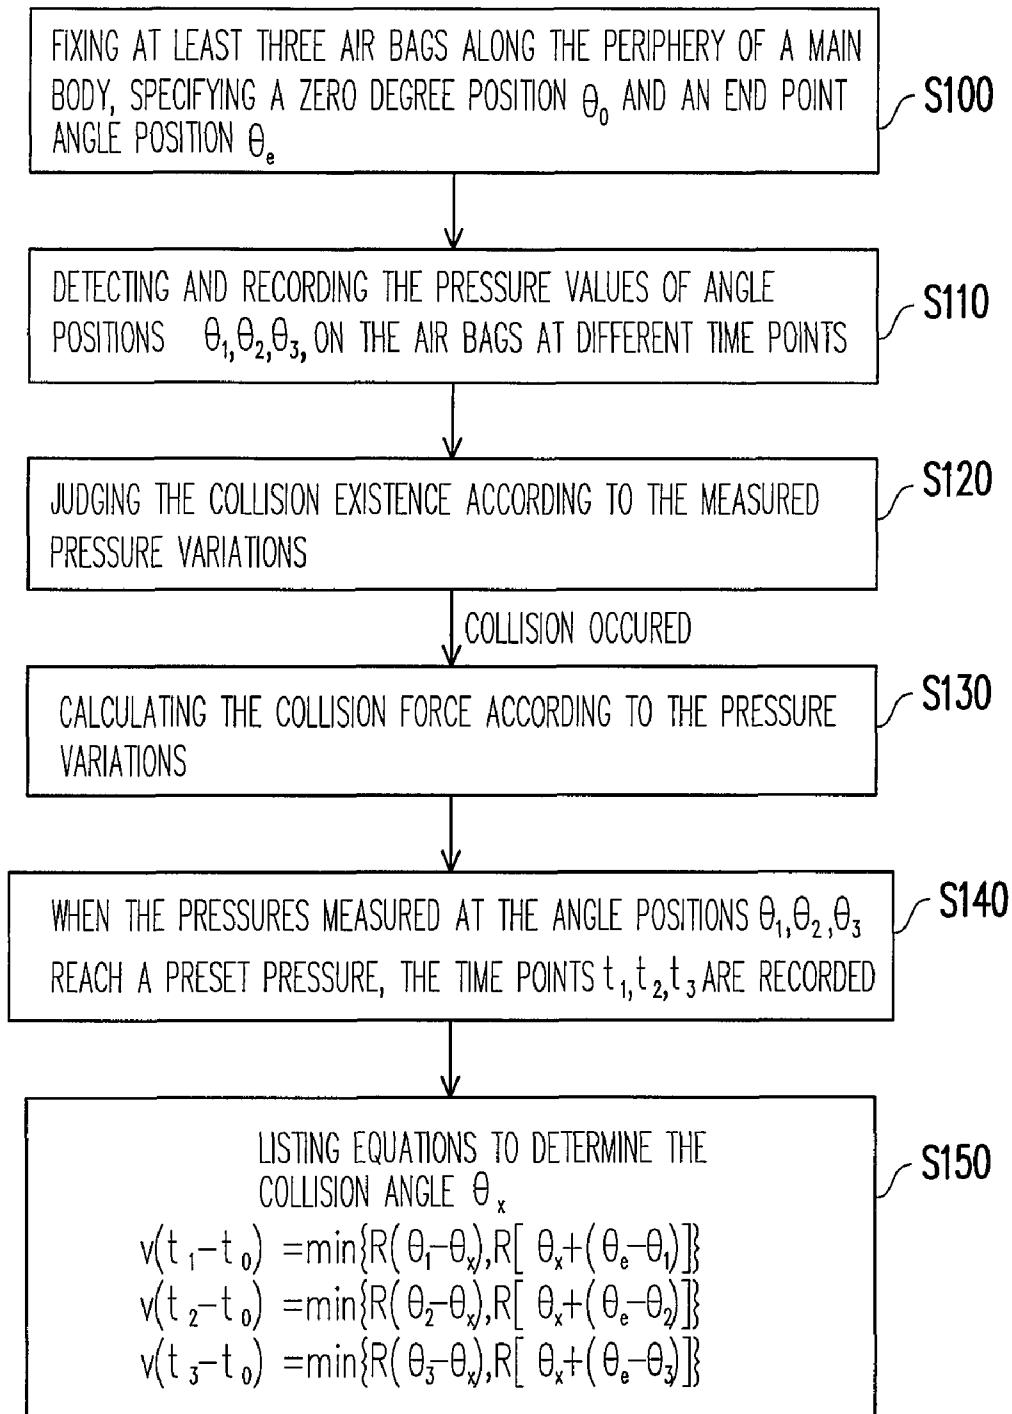 FIXING AT LEAST THREE AIR BAGS ALONG THE PERIPHERY OF A MAIN
BODY, SPECIFYING A ZERO DEGREE POSITION θ₀ AND AN END POINT
ANGLE POSITION θₑ
S100
DETECTING AND RECORDING THE PRESSURE VALUES OF ANGLE
POSITIONS θ₁,θ₂,θ₃, ON THE AIR BAGS AT DIFFERENT TIME POINTS
S110
JUDGING THE COLLISION EXISTENCE ACCORDING TO THE MEASURED
PRESSURE VARIATIONS
S120
COLLISION OCCURED
CALCULATING THE COLLISION FORCE ACCORDING TO THE PRESSURE
VARIATIONS
S130
WHEN THE PRESSURES MEASURED AT THE ANGLE POSITIONS θ₁,θ₂,θ₃
REACH A PRESET PRESSURE, THE TIME POINTS t₁,t₂,t₃ ARE RECORDED
S140
LISTING EQUATIONS TO DETERMINE THE
COLLISION ANGLE θₓ
v(t₁-t₀) =min{R(θ₁-θₓ),R[ θₓ+(θₑ-θ₁)]}
v(t₂-t₀) =min{R(θ₂-θₓ),R[ θₓ+(θₑ-θ₂)]}
v(t₃-t₀) =min{R(θ₃-θₓ),R[ θₓ+(θₑ-θ₃)]}
S150